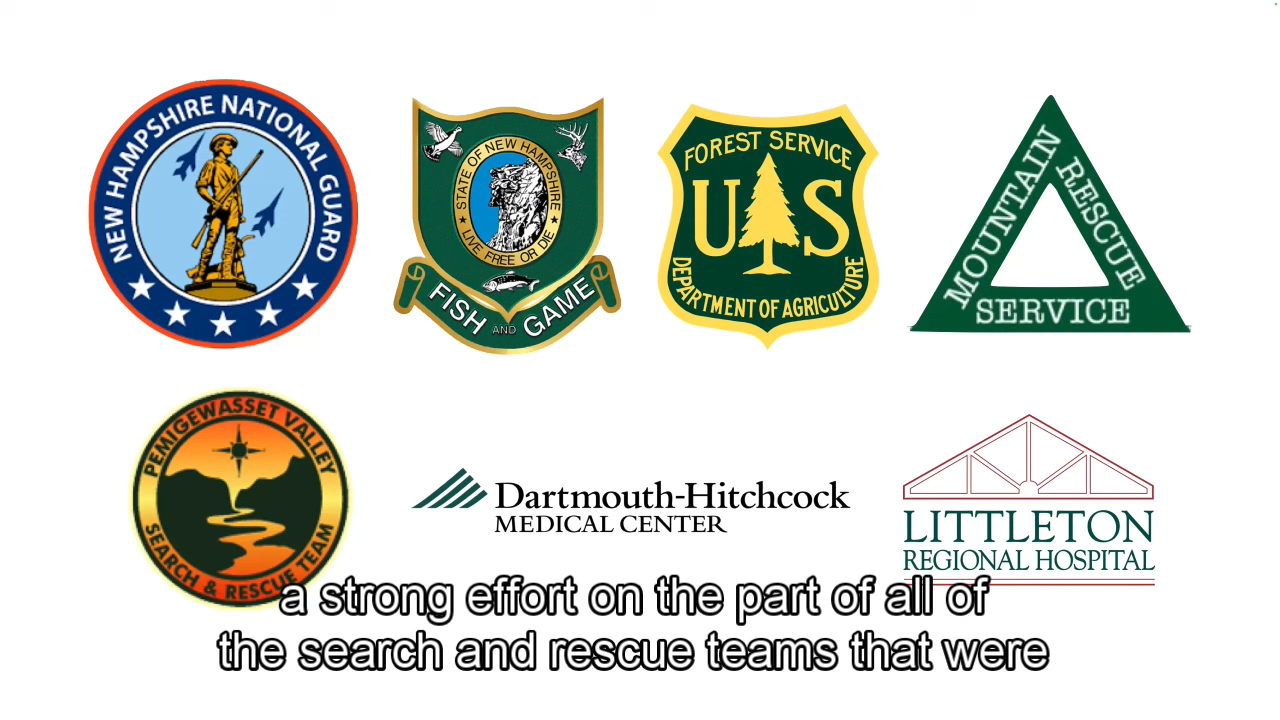 NEW HAMPSHIRE NATIONAL GUARD
STATE OF NEW HAMPSHIRE
LIVE FREE OR DIE
FISH AND GAME
FOREST SERVICE
U S
DEPARTMENT OF AGRICULTURE
MOUNTAIN
RESCUE
SERVICE
PEMIGEWASSET VALLEY
SEARCH & RESCUE TEAM
Dartmouth-Hitchcock
MEDICAL CENTER
LITTLETON
REGIONAL HOSPITAL
a strong effort on the part of all of
the search and rescue teams that were